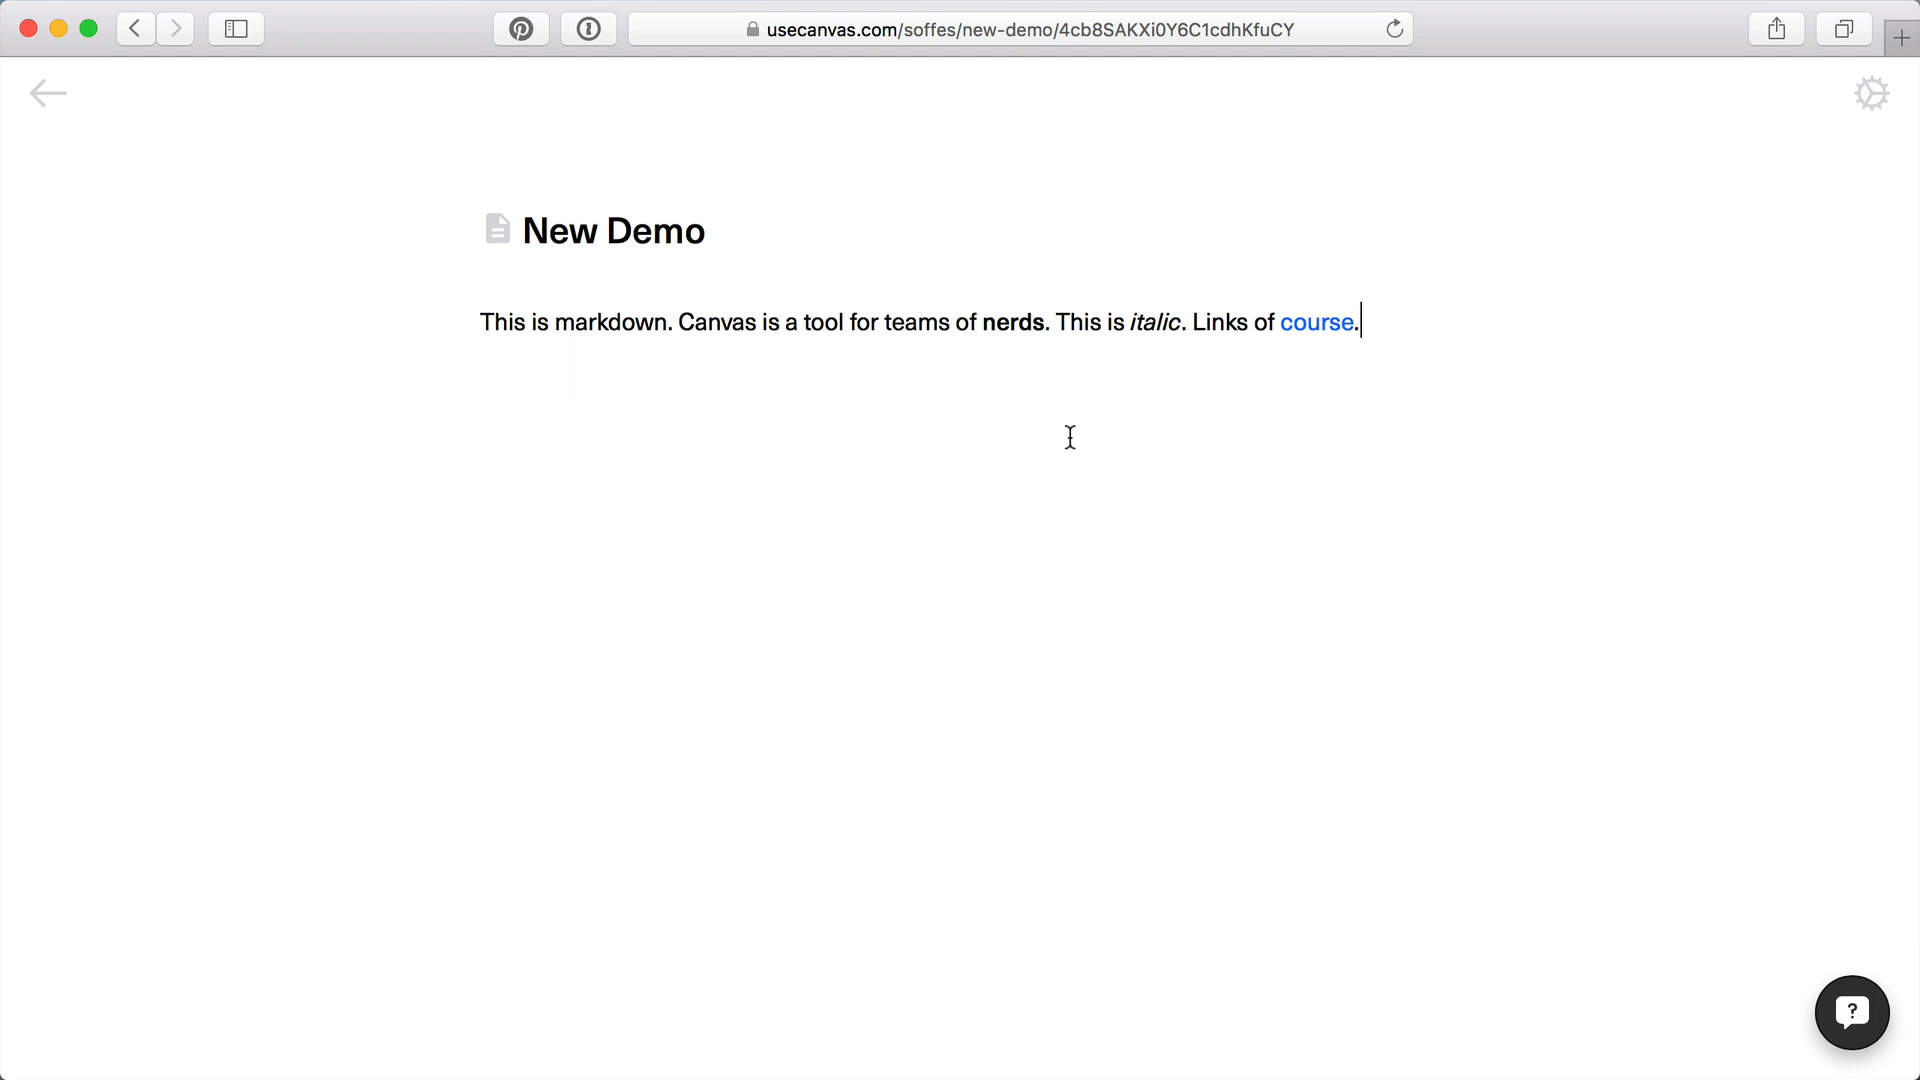 usecanvas.com/soffes/new-demo/4cb8SAKXi0Y6C1cdhKfuCY
New Demo
This is markdown. Canvas is a tool for teams of nerds. This is italic. Links of course.
?